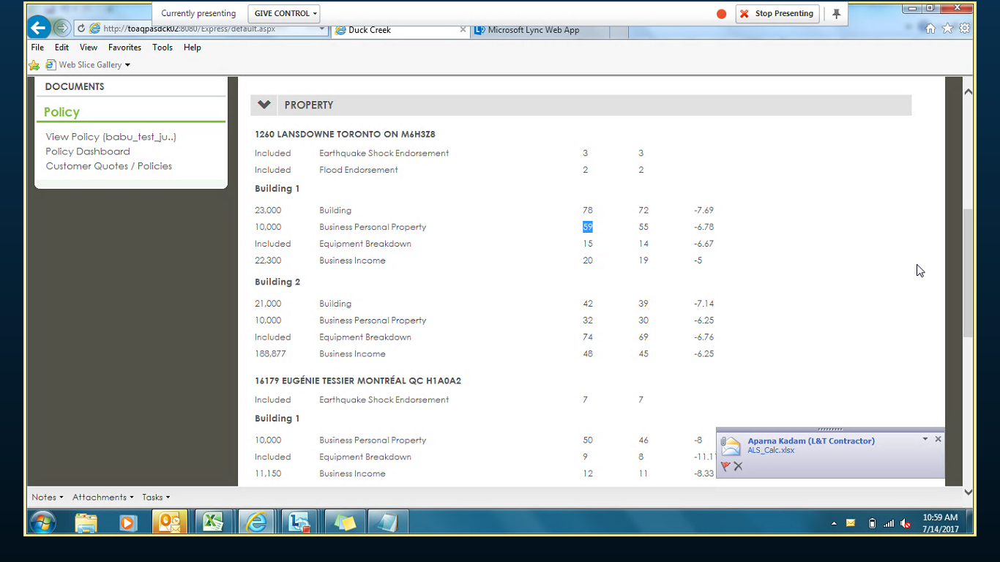 Currently presenting GIVE CONTROL Stop Presenting
http://toaqpasdck02:8080/Express/default.aspx Duck Creek Microsoft Lync Web App
File Edit View Favorites Tools Help
Web Slice Gallery
DOCUMENTS
Policy
View Policy (babu_test_ju..)
Policy Dashboard
Customer Quotes / Policies
PROPERTY
1260 LANSDOWNE TORONTO ON M6H3Z8
Included Earthquake Shock Endorsement 3 3
Included Flood Endorsement 2 2
Building 1
23,000 Building 78 72 -7.69
10,000 Business Personal Property 59 55 -6.78
Included Equipment Breakdown 15 14 -6.67
22,300 Business Income 20 19 -5
Building 2
21,000 Building 42 39 -7.14
10,000 Business Personal Property 32 30 -6.25
Included Equipment Breakdown 74 69 -6.76
188,877 Business Income 48 45 -6.25
16179 EUGÉNIE TESSIER MONTRÉAL QC H1A0A2
Included Earthquake Shock Endorsement 7 7
Building 1
10,000 Business Personal Property 50 46 -8
Included Equipment Breakdown 9 8 -11.11
11,150 Business Income 12 11 -8.33
Aparna Kadam (L&T Contractor)
ALS_Calc.xlsx
Notes Attachments Tasks
10:59 AM
7/14/2017